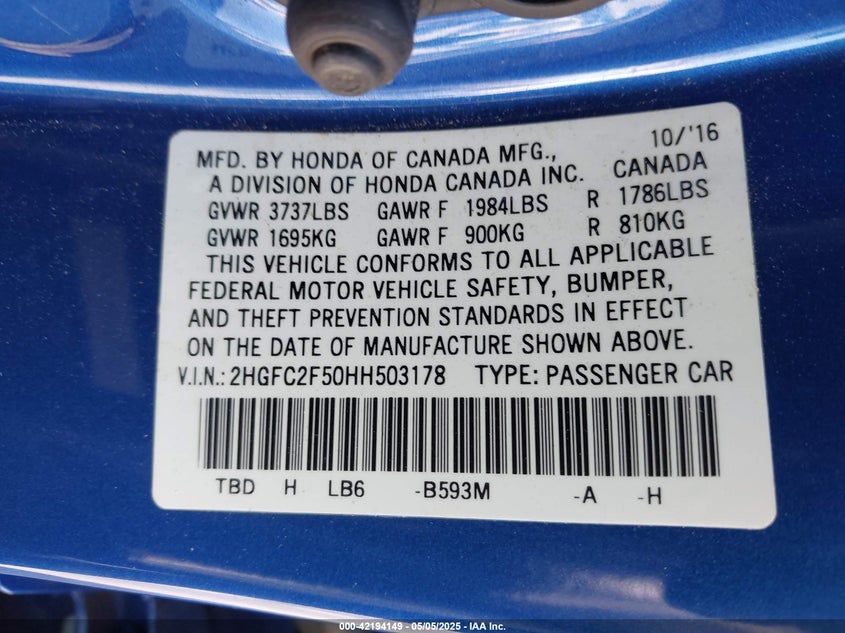 10/'16
MFD. BY HONDA OF CANADA MFG.,
A DIVISION OF HONDA CANADA INC. CANADA
GVWR 3737LBS GAWR F 1984LBS R 1786LBS
GVWR 1695KG GAWR F 900KG R 810KG
THIS VEHICLE CONFORMS TO ALL APPLICABLE
FEDERAL MOTOR VEHICLE SAFETY, BUMPER,
AND THEFT PREVENTION STANDARDS IN EFFECT
ON THE DATE OF MANUFACTURE SHOWN ABOVE.
V.I.N.: 2HGFC2F50HH503178 TYPE: PASSENGER CAR
TBD H LB6 -B593M -A -H
000-42194149 - 05/05/2025 - IAA Inc.